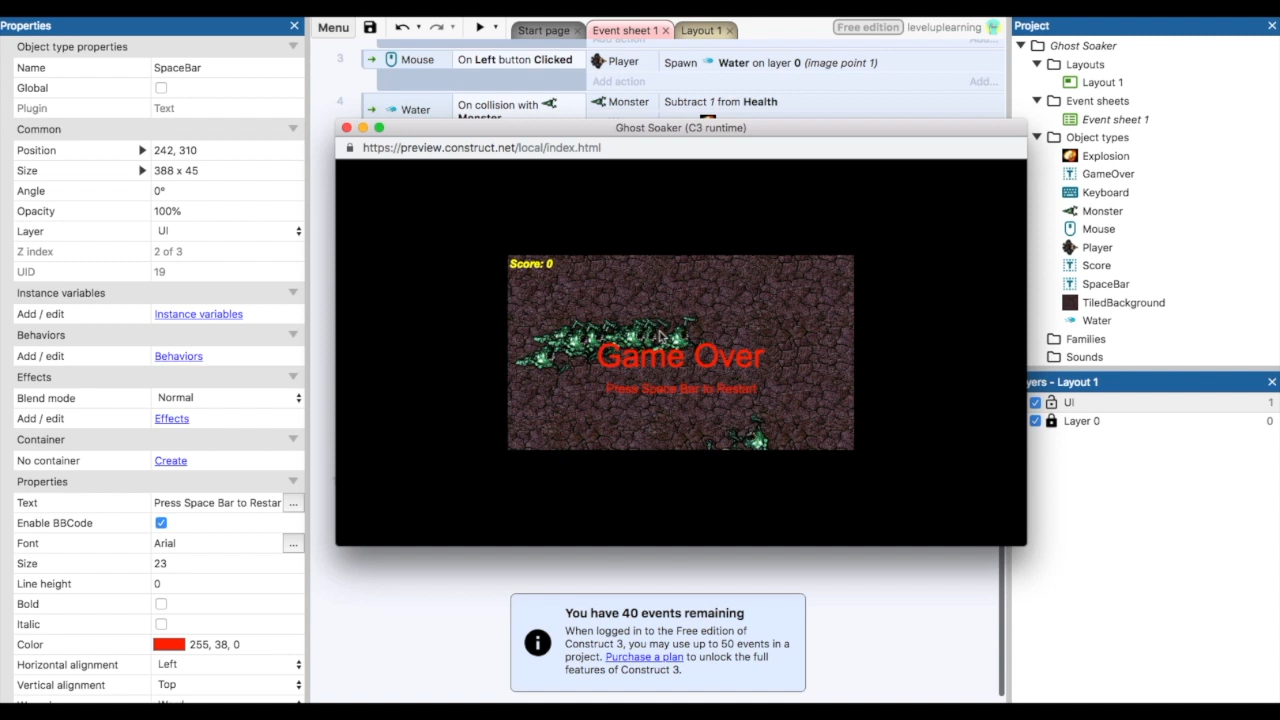 Properties
Object type properties
Name SpaceBar
Global
Plugin Text
Common
Position 242, 310
Size 388 x 45
Angle 0°
Opacity 100%
Layer UI
Z index 2 of 3
UID 19
Instance variables
Add / edit Instance variables
Behaviors
Add / edit Behaviors
Effects
Blend mode Normal
Add / edit Effects
Container
No container Create
Properties
Text Press Space Bar to Restar ...
Enable BBCode
Font Arial ...
Size 23
Line height 0
Bold
Italic
Color 255, 38, 0
Horizontal alignment Left
Vertical alignment Top
Menu
Start page
Event sheet 1
Layout 1
Free edition
leveluplearning
Add action Add...
3 Mouse On Left button Clicked Player Spawn Water on layer 0 (image point 1)
Add action Add...
4 Water On collision with Monster Subtract 1 from Health
Monster
Ghost Soaker (C3 runtime)
https://preview.construct.net/local/index.html
Score: 0
Game Over
Press Space Bar to Restart
You have 40 events remaining
When logged in to the Free edition of
Construct 3, you may use up to 50 events in a
project. Purchase a plan to unlock the full
features of Construct 3.
Project
Ghost Soaker
Layouts
Layout 1
Event sheets
Event sheet 1
Object types
Explosion
GameOver
Keyboard
Monster
Mouse
Player
Score
SpaceBar
TiledBackground
Water
Families
Sounds
yers - Layout 1
UI 1
Layer 0 0